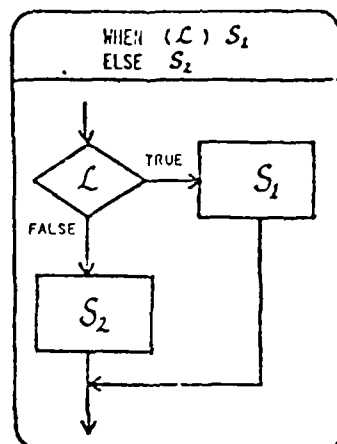 WHEN (ℒ) S₁
ELSE S₂
ℒ
TRUE
S₁
FALSE
S₂